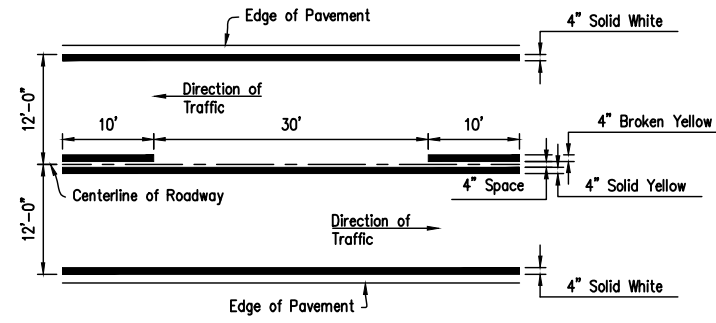 Edge of Pavement
4" Solid White
12'-0"
Direction of
Traffic
10'
30'
10'
4" Broken Yellow
Centerline of Roadway
4" Space
4" Solid Yellow
12'-0"
Direction of
Traffic
4" Solid White
Edge of Pavement